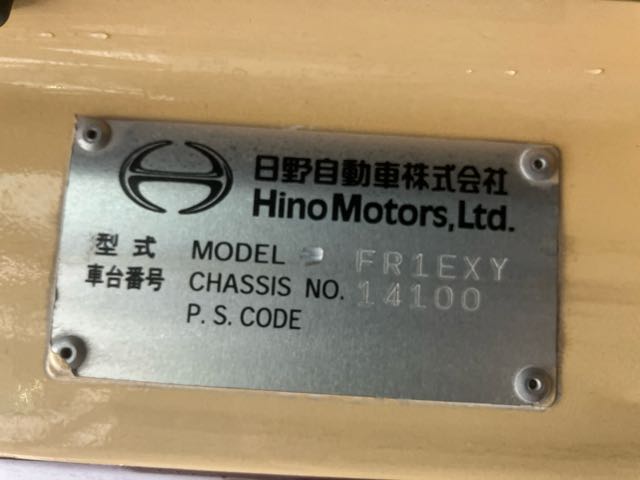 日野自動車株式会社
Hino Motors, Ltd.
型式 MODEL FR1EXY
車台番号 CHASSIS NO. 14100
P. S. CODE